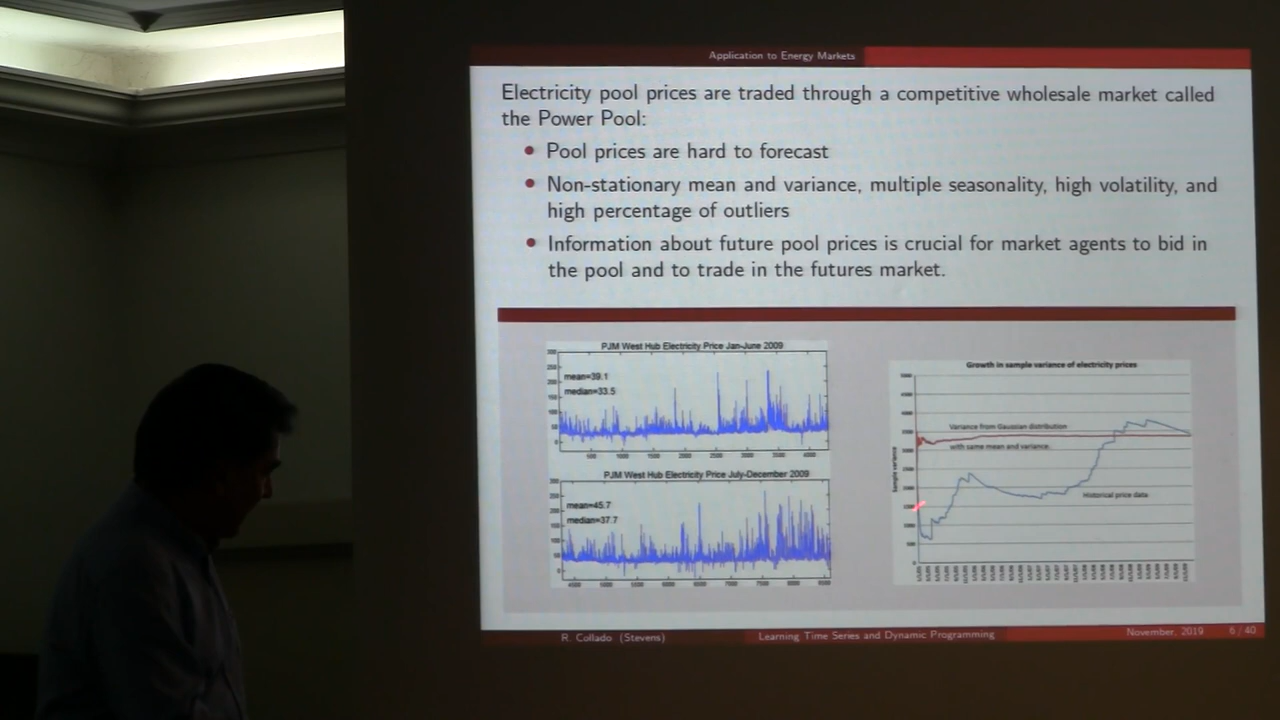 Application to Energy Markets
Electricity pool prices are traded through a competitive wholesale market called
the Power Pool:
Pool prices are hard to forecast
Non-stationary mean and variance, multiple seasonality, high volatility, and
high percentage of outliers
Information about future pool prices is crucial for market agents to bid in
the pool and to trade in the futures market.
PJM West Hub Electricity Price Jan-June 2009
mean=39.1
median=33.5
PJM West Hub Electricity Price July-December 2009
mean=45.7
median=37.7
Growth in sample variance of electricity prices
Variance from Gaussian distribution
with same mean and variance.
Historical price data
Sample variance
R. Collado (Stevens)
Learning Time Series and Dynamic Programming
November, 2019
6 / 40